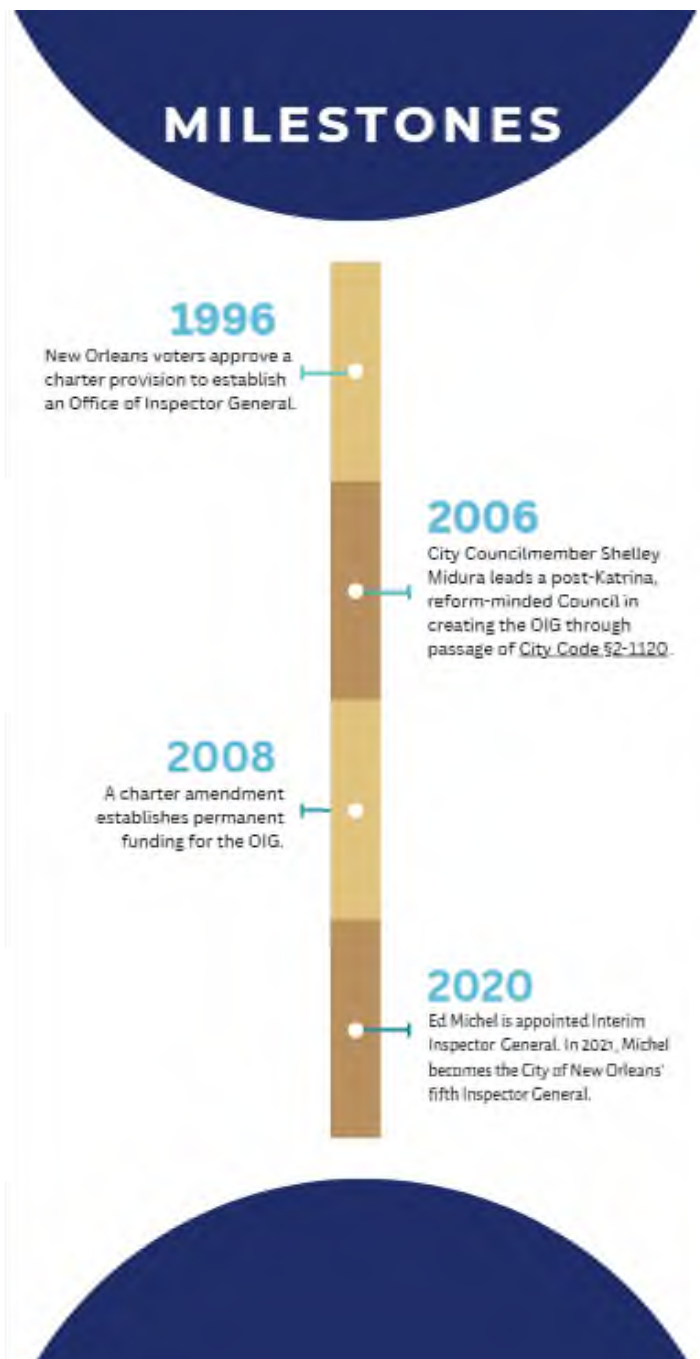 MILESTONES
1996
New Orleans voters approve a
charter provision to establish
an Office of Inspector General.
2006
City Councilmember Shelley
Midura leads a post-Katrina,
reform-minded Council in
creating the OIG through
passage of City Code §2-1120.
2008
A charter amendment
establishes permanent
funding for the OIG.
2020
Ed Michel is appointed Interim
Inspector General. In 2021, Michel
becomes the City of New Orleans'
fifth Inspector General.